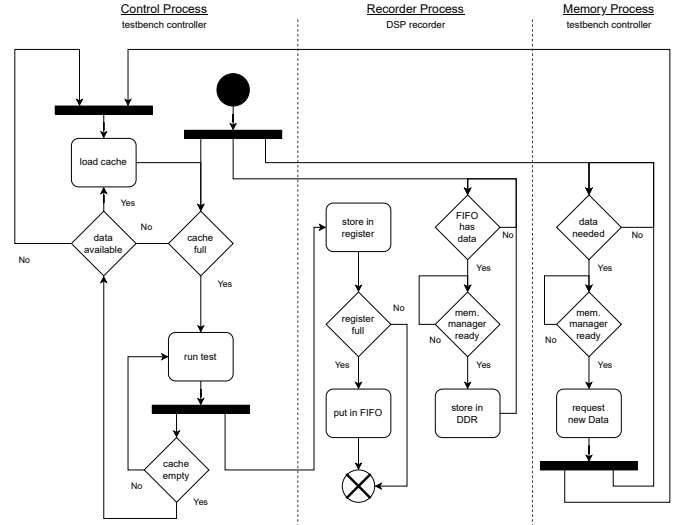 Control Process
testbench controller
Recorder Process
DSP recorder
Memory Process
testbench controller
load cache
Yes
No
data
available
No
cache
full
Yes
run test
cache
empty
No
Yes
store in
register
register
full
No
Yes
put in FIFO
FIFO
has
data
No
Yes
mem.
manager
ready
No
Yes
store in
DDR
data
needed
No
Yes
mem.
manager
ready
No
Yes
request
new Data